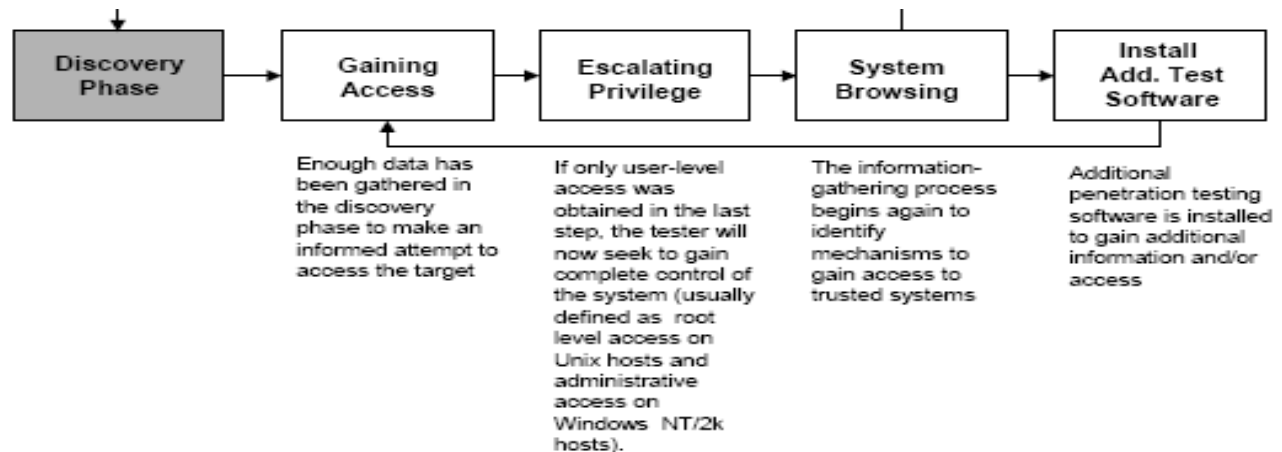 Discovery
Phase
Gaining
Access
Escalating
Privilege
System
Browsing
Install
Add. Test
Software
Enough data has
been gathered in
the discovery
phase to make an
informed attempt to
access the target
If only user-level
access was
obtained in the last
step, the tester will
now seek to gain
complete control of
the system (usually
defined as root
level access on
Unix hosts and
administrative
access on
Windows NT/2k
hosts).
The information-
gathering process
begins again to
identify
mechanisms to
gain access to
trusted systems
Additional
penetration testing
software is installed
to gain additional
information and/or
access